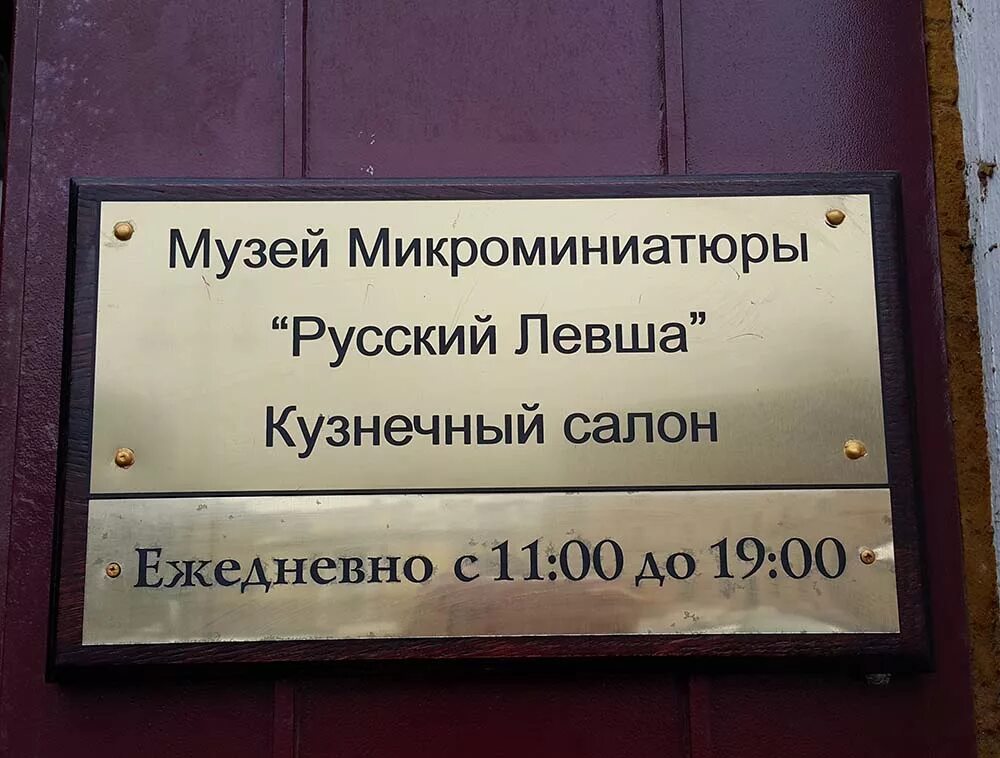 Музей Микроминиатюры
“Русский Левша”
Кузнечный салон
Ежедневно с 11:00 до 19:00